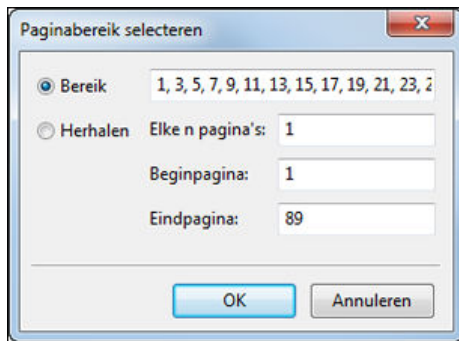 Paginabereik selecteren
Bereik 1, 3, 5, 7, 9, 11, 13, 15, 17, 19, 21, 23,
Herhalen Elke n pagina's: 1
Beginpagina: 1
Eindpagina: 89
OK Annuleren